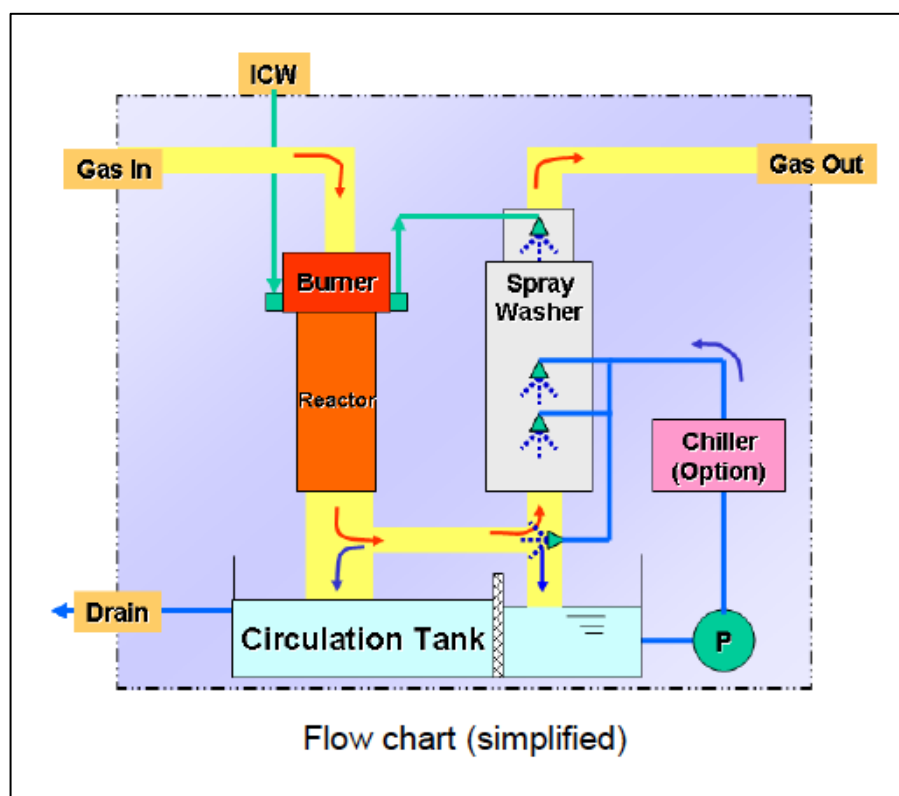 ICW
Gas In
Gas Out
Burner
Spray
Washer
Reactor
Chiller
(Option)
Drain
Circulation Tank
P
Flow chart (simplified)